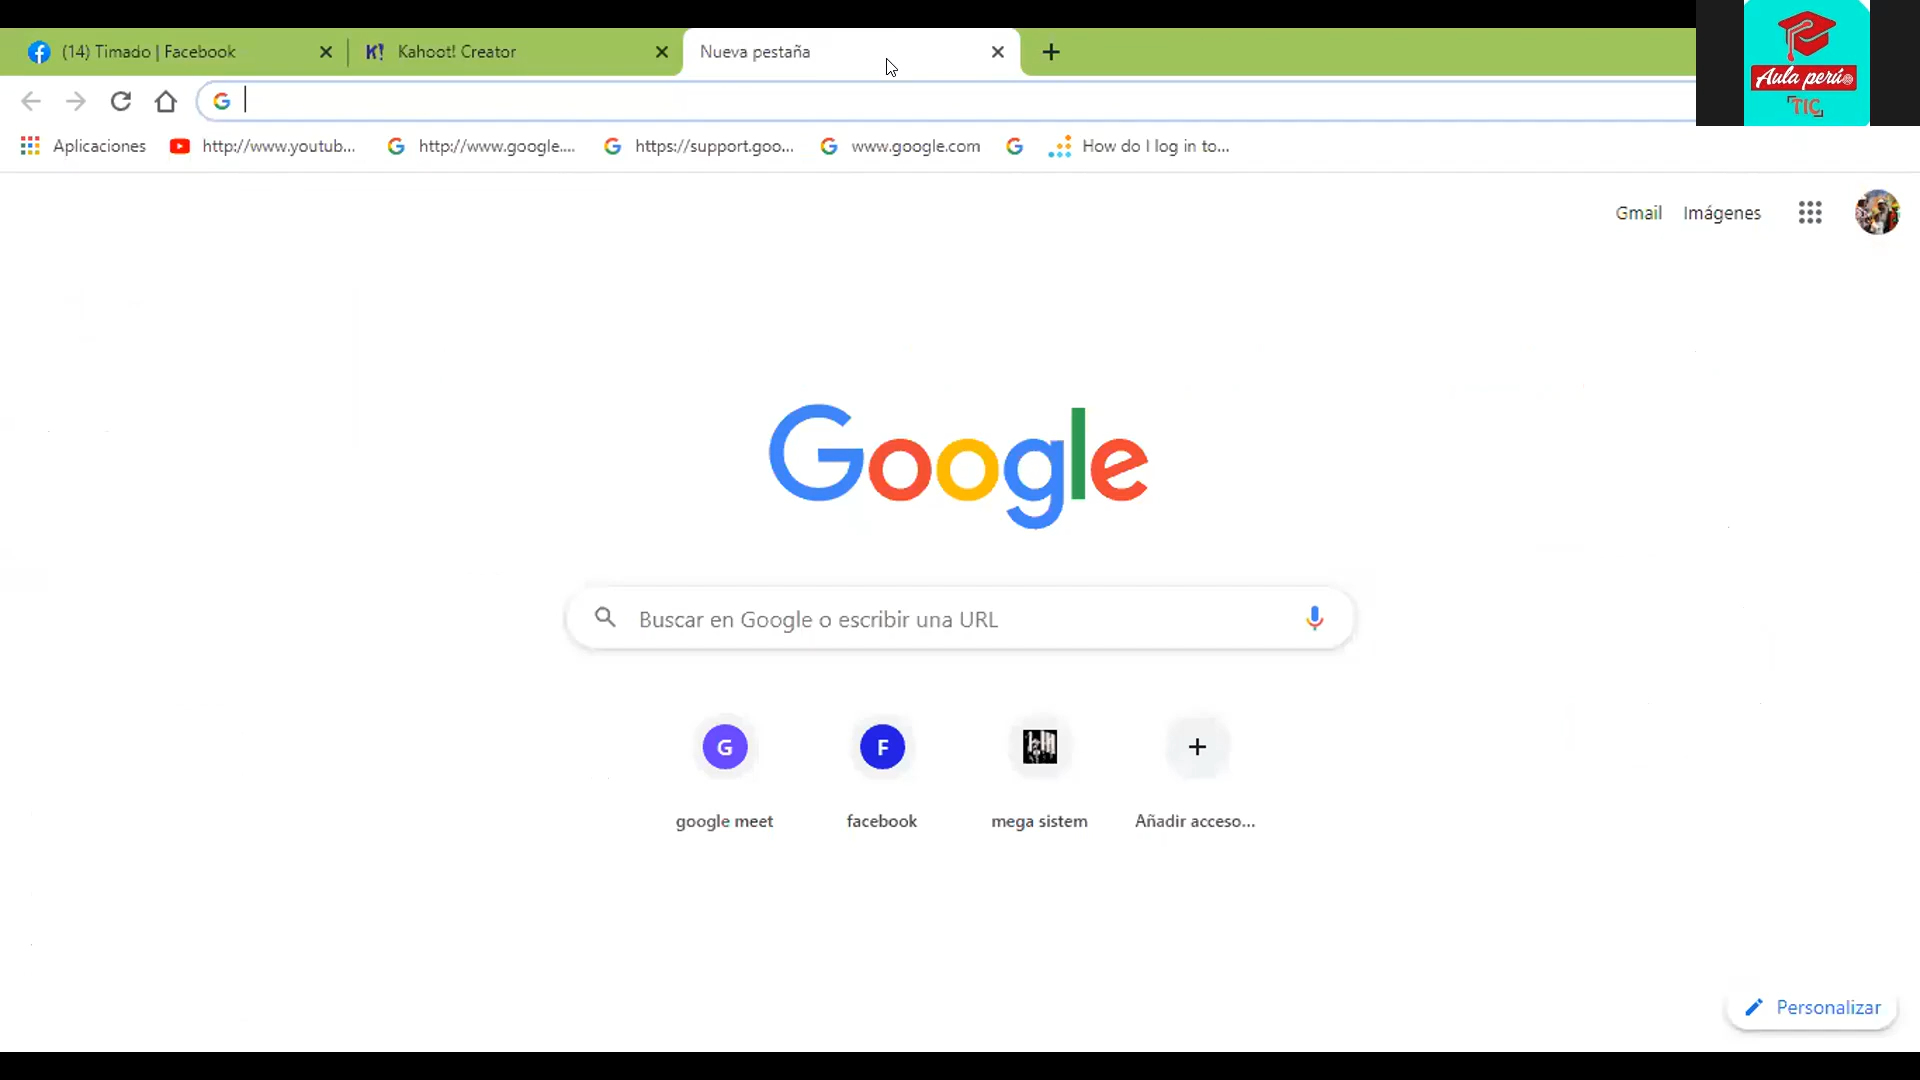 (14) Timado | Facebook
Kahoot! Creator
Nueva pestaña
Aula perú
TIC
Aplicaciones
http://www.youtub...
http://www.google....
https://support.goo...
www.google.com
How do I log in to...
Gmail
Imágenes
Google
Buscar en Google o escribir una URL
G
F
google meet
facebook
mega sistem
Añadir acceso...
Personalizar